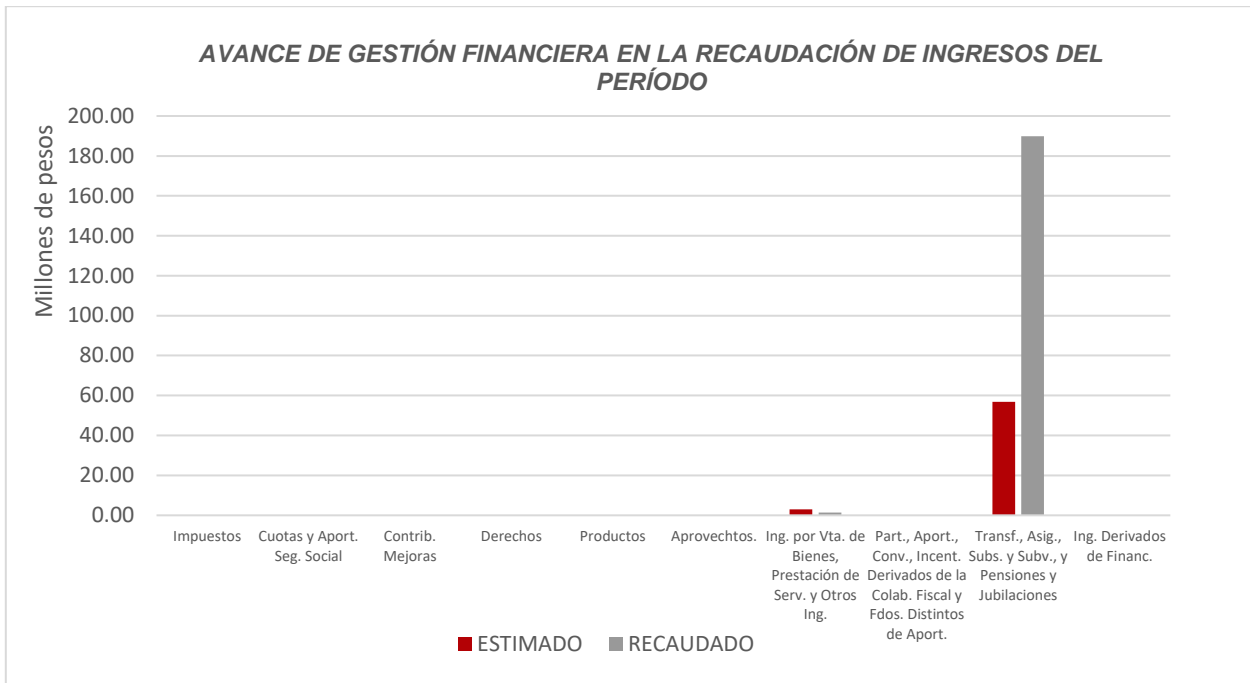 AVANCE DE GESTIÓN FINANCIERA EN LA RECAUDACIÓN DE INGRESOS DEL
PERÍODO
Millones de pesos
200.00
180.00
160.00
140.00
120.00
100.00
80.00
60.00
40.00
20.00
0.00
Impuestos
Cuotas y Aport.
Seg. Social
Contrib.
Mejoras
Derechos
Productos
Aprovechtos.
Ing. por Vta. de
Bienes,
Prestación de
Serv. y Otros
Ing.
Part., Aport.,
Conv., Incent.
Derivados de la
Colab. Fiscal y
Fdos. Distintos
de Aport.
Transf., Asig.,
Subs. y Subv., y
Pensiones y
Jubilaciones
Ing. Derivados
de Financ.
ESTIMADO
RECAUDADO